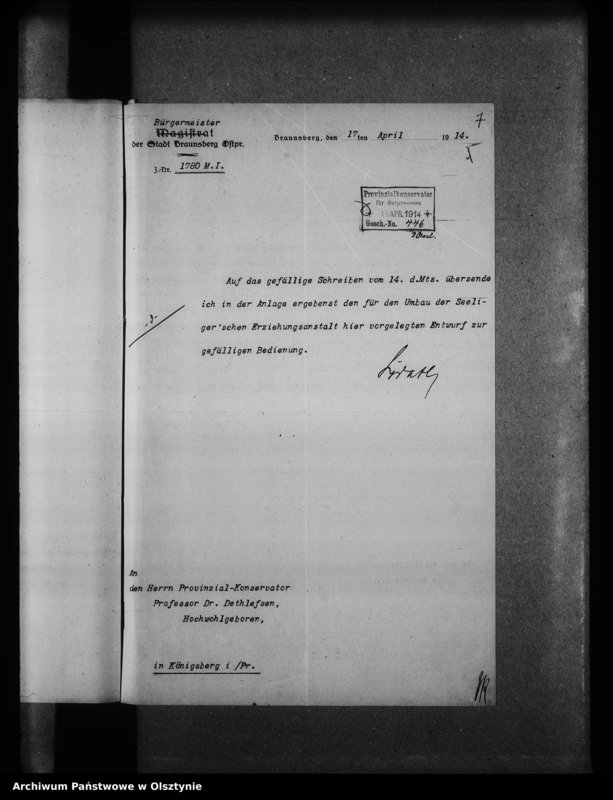 7
Bürgermeister
Magistrat
der Stadt Braunsberg Ostpr.
Braunsberg, den 17ten April 1914.
J.-Nr. 1780 M.I.
Provinzialkonservator
für Ostpreussen
APR. 1914
Gesch.-No. 446
Auf das gefällige Schreiben vom 14. d.Mts. übersende
ich in der Anlage ergebenst den für den Umbau der Seeli-
ger'schen Erziehungsanstalt hier vorgelegten Entwurf zur
gefälligen Bedienung.
An
den Herrn Provinzial-Konservator
Professor Dr. Dethlefsen,
Hochwohlgeboren,
in Königsberg i /Pr.
Archiwum Państwowe w Olsztynie